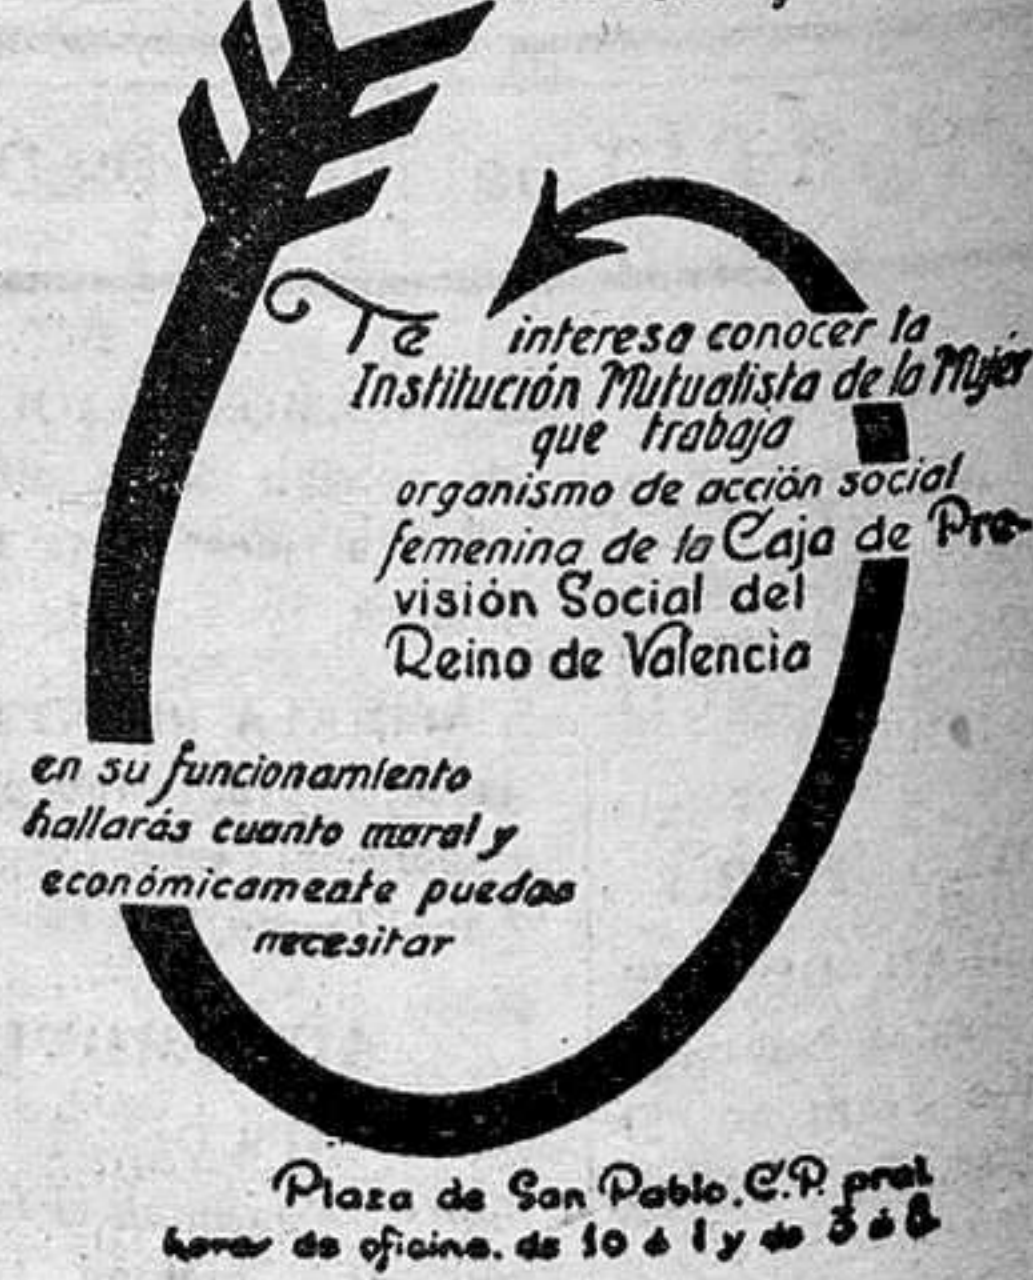 Te interesa conocer la
Institución Mutualista de la Mujer
que trabaja
organismo de acción social
femenina de la Caja de Pre-
visión Social del
Reino de Valencia
en su funcionamiento
hallarás cuanto moral y
económicamente puedas
necesitar
Plaza de San Pablo. C.P. pral
horas de oficina. de 10 á 1 y de 3 á 8